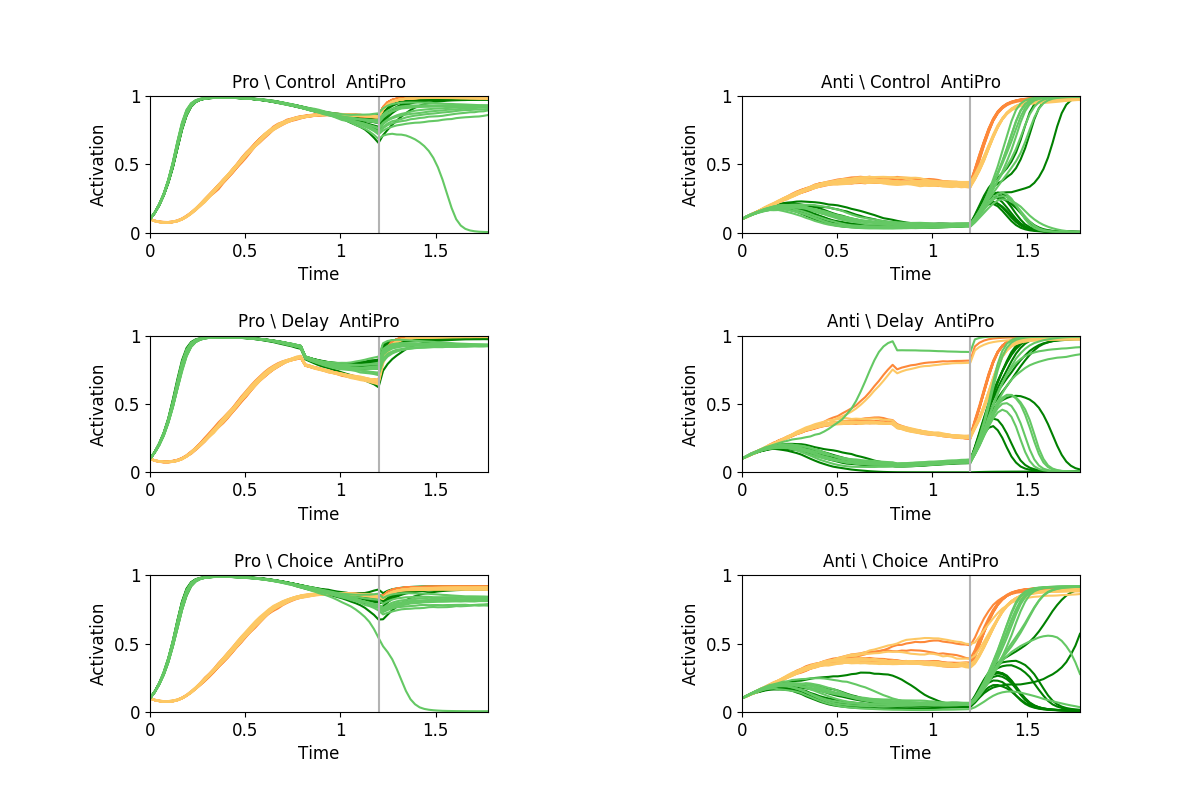 Pro \ Control  AntiPro
Activation
1
0.5
0
0
0.5
1
1.5
Time
Anti \ Control  AntiPro
Activation
1
0.5
0
0
0.5
1
1.5
Time
Pro \ Delay  AntiPro
Activation
1
0.5
0
0
0.5
1
1.5
Time
Anti \ Delay  AntiPro
Activation
1
0.5
0
0
0.5
1
1.5
Time
Pro \ Choice  AntiPro
Activation
1
0.5
0
0
0.5
1
1.5
Time
Anti \ Choice  AntiPro
Activation
1
0.5
0
0
0.5
1
1.5
Time